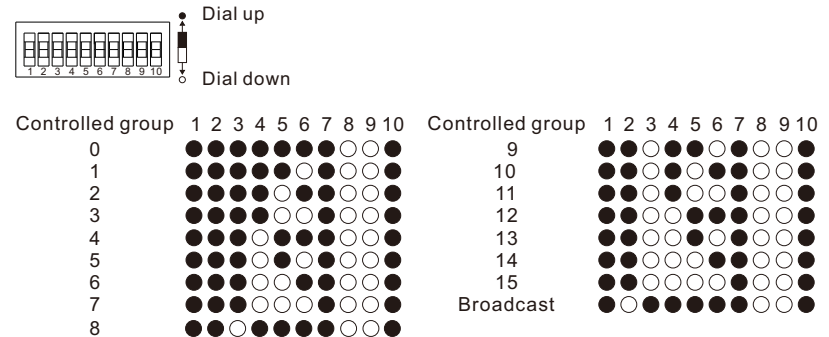 Dial up
1 2 3 4 5 6 7 8 9 10
Dial down
Controlled group 1 2 3 4 5 6 7 8 9 10
0
1
2
3
4
5
6
7
8
Controlled group 1 2 3 4 5 6 7 8 9 10
9
10
11
12
13
14
15
Broadcast